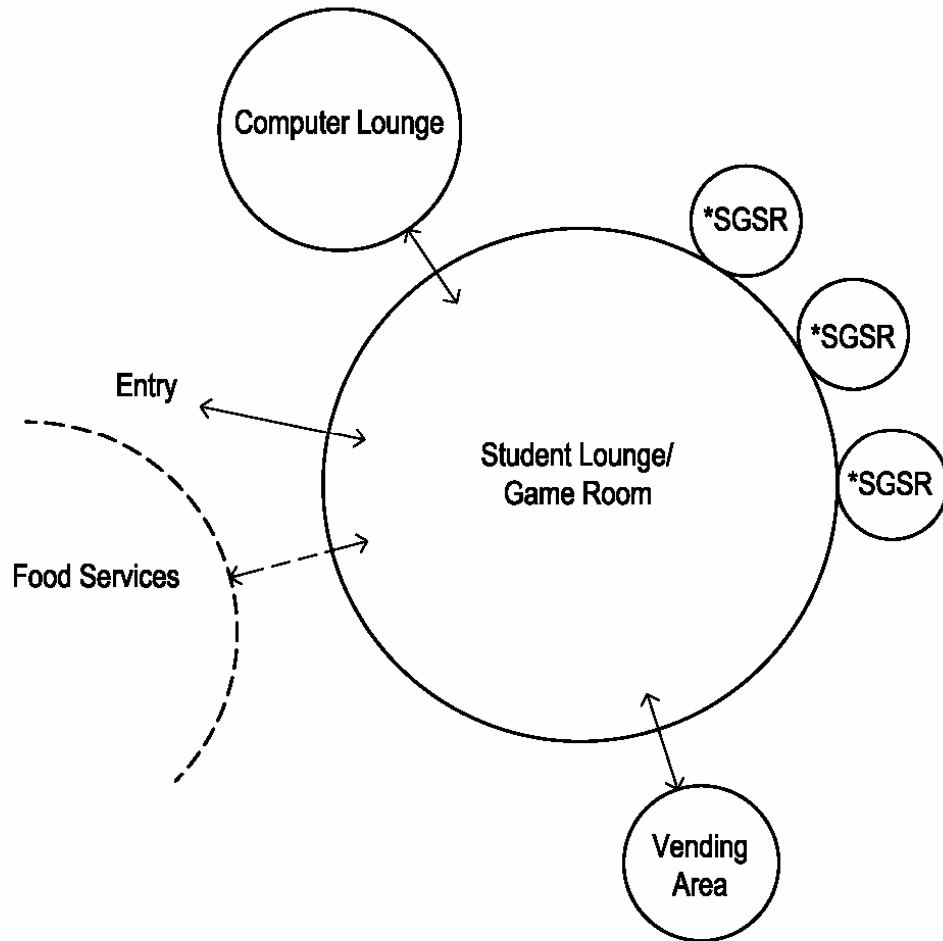 Computer Lounge
*SGSR
*SGSR
Entry
Student Lounge/
Game Room
*SGSR
Food Services
Vending
Area